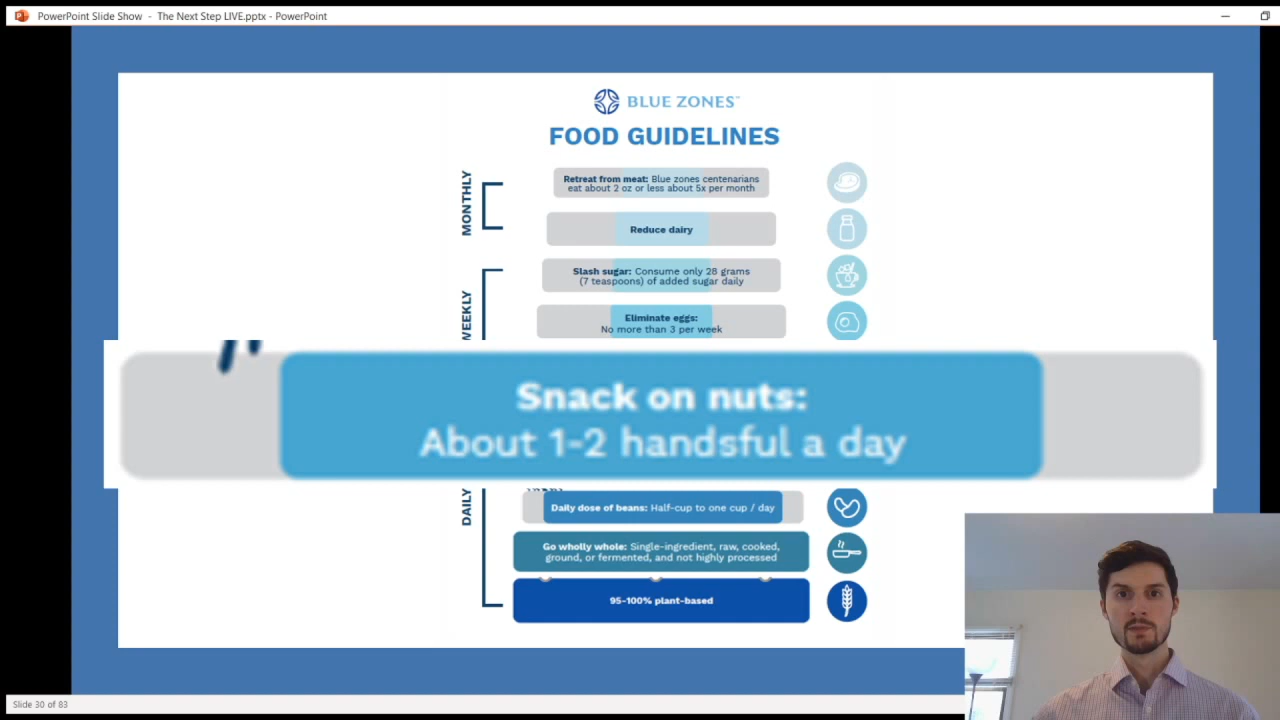 PowerPoint Slide Show - The Next Step LIVE.pptx - PowerPoint
BLUE ZONES™
FOOD GUIDELINES
MONTHLY
Retreat from meat: Blue zones centenarians
eat about 2 oz or less about 5x per month
Reduce dairy
WEEKLY
Slash sugar: Consume only 28 grams
(7 teaspoons) of added sugar daily
Eliminate eggs:
No more than 3 per week
Snack on nuts:
About 1-2 handsful a day
DAILY
Daily dose of beans: Half-cup to one cup / day
Go wholly whole: Single-ingredient, raw, cooked,
ground, or fermented, and not highly processed
95-100% plant-based
Slide 30 of 83